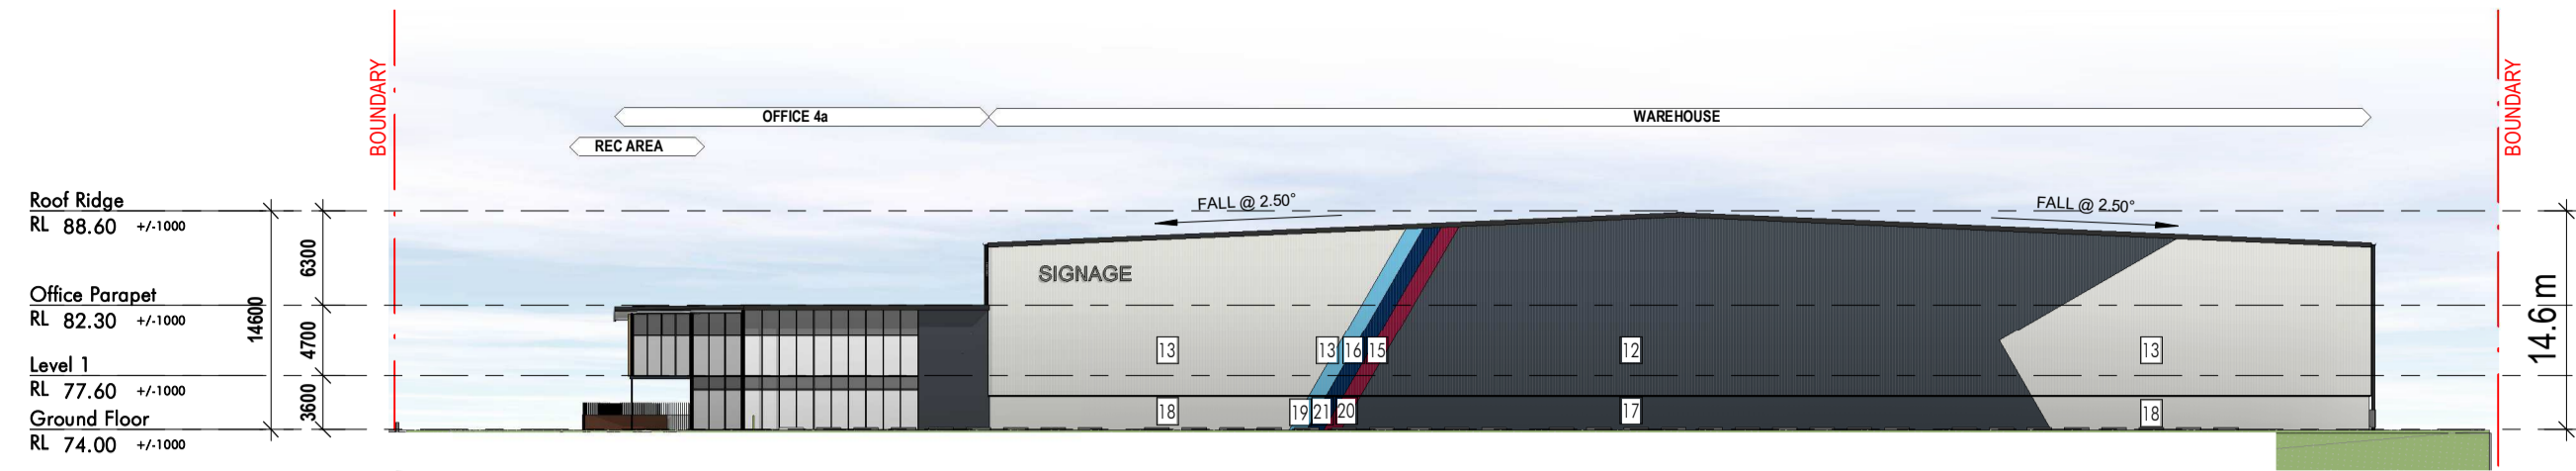 BOUNDARY
BOUNDARY
OFFICE 4a
WAREHOUSE
REC AREA
Roof Ridge
RL 88.60 +/-1000
FALL @ 2.50°
FALL @ 2.50°
6300
SIGNAGE
Office Parapet
RL 82.30 +/-1000
14600
4700
14.6 m
13
13
16
15
12
13
Level 1
RL 77.60 +/-1000
3600
18
19
21
20
17
18
Ground Floor
RL 74.00 +/-1000